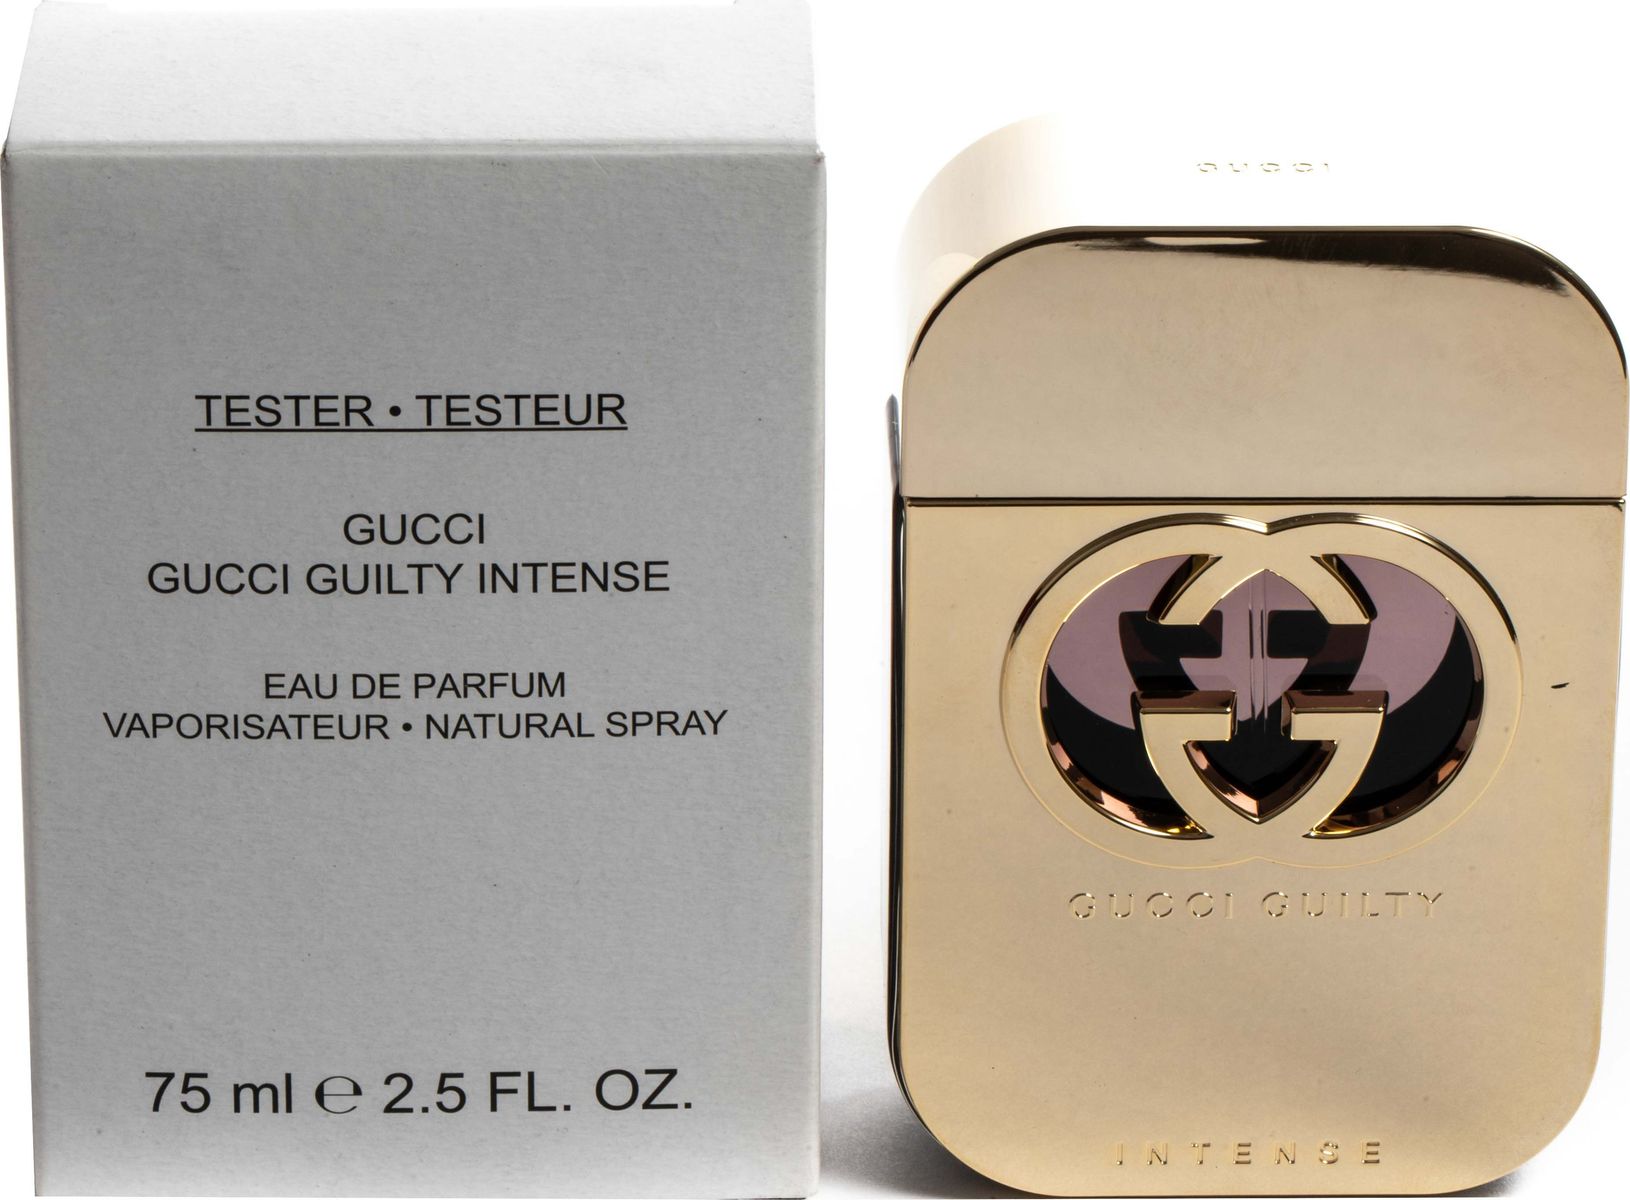 TESTER • TESTEUR
GUCCI
GUCCI GUILTY INTENSE
EAU DE PARFUM
VAPORISATEUR • NATURAL SPRAY
75 ml ℮ 2.5 FL. OZ.
GUCCI
GUCCI GUILTY
INTENSE